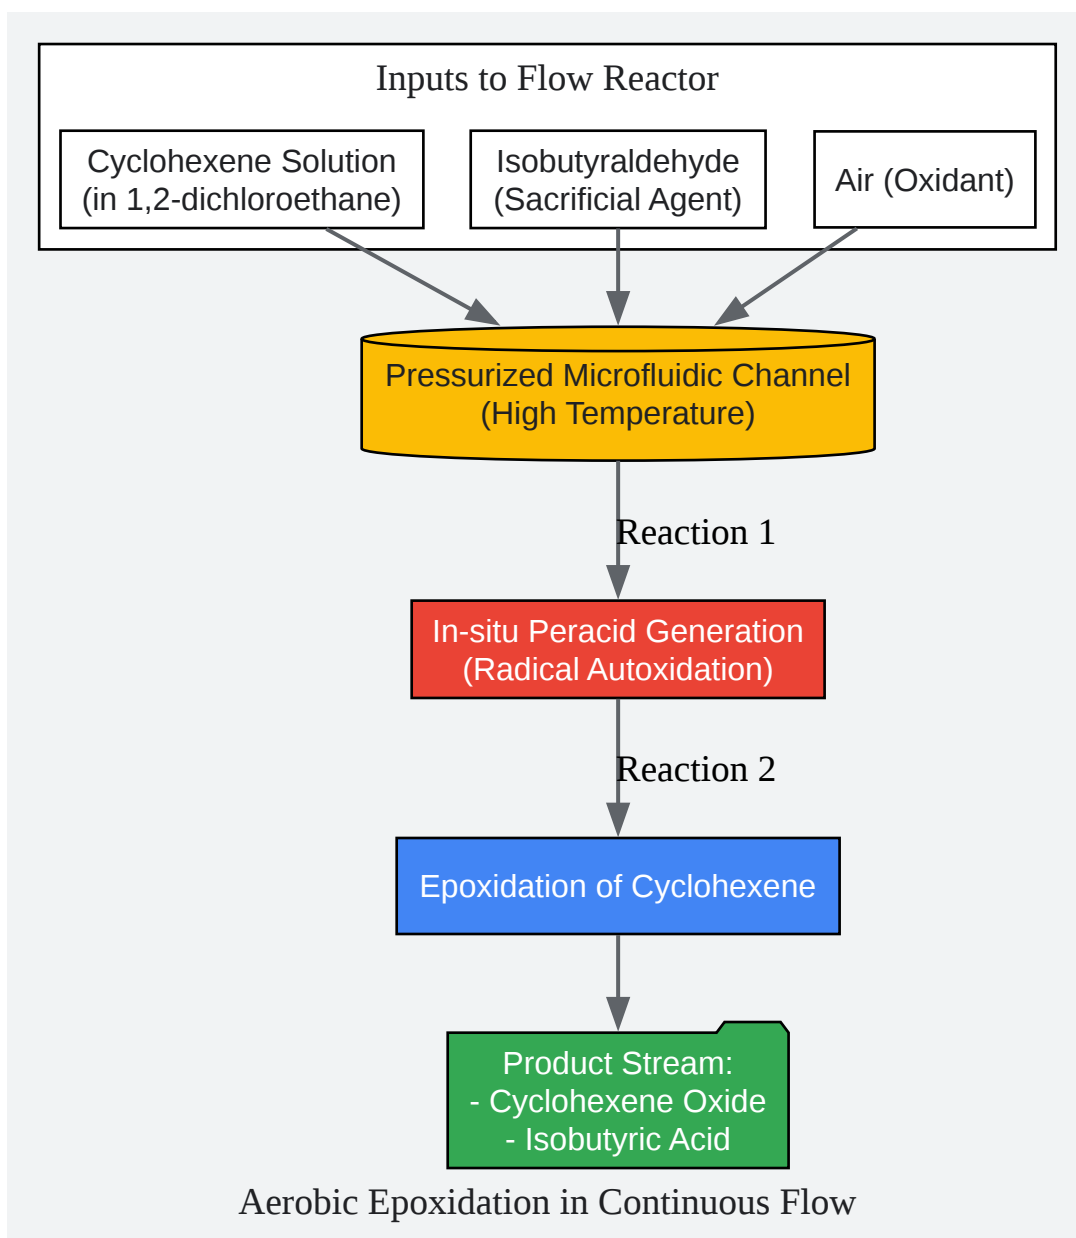 Inputs to Flow Reactor
Cyclohexene Solution
(in 1,2-dichloroethane)
Isobutyraldehyde
(Sacrificial Agent)
Air (Oxidant)
Pressurized Microfluidic Channel
(High Temperature)
Reaction 1
In-situ Peracid Generation
(Radical Autoxidation)
Reaction 2
Epoxidation of Cyclohexene
Product Stream:
- Cyclohexene Oxide
- Isobutyric Acid
Aerobic Epoxidation in Continuous Flow